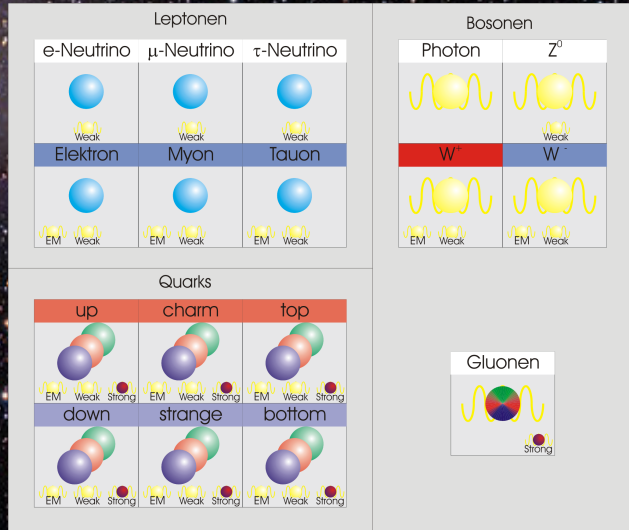 Leptonen
e-Neutrino μ-Neutrino τ-Neutrino
Weak Weak Weak
Elektron Myon Tauon
EM Weak EM Weak EM Weak
Bosonen
Photon Z⁰
Weak
W⁺ W⁻
EM Weak EM Weak
Quarks
up charm top
EM Weak Strong EM Weak Strong EM Weak Strong
down strange bottom
EM Weak Strong EM Weak Strong EM Weak Strong
Gluonen
Strong